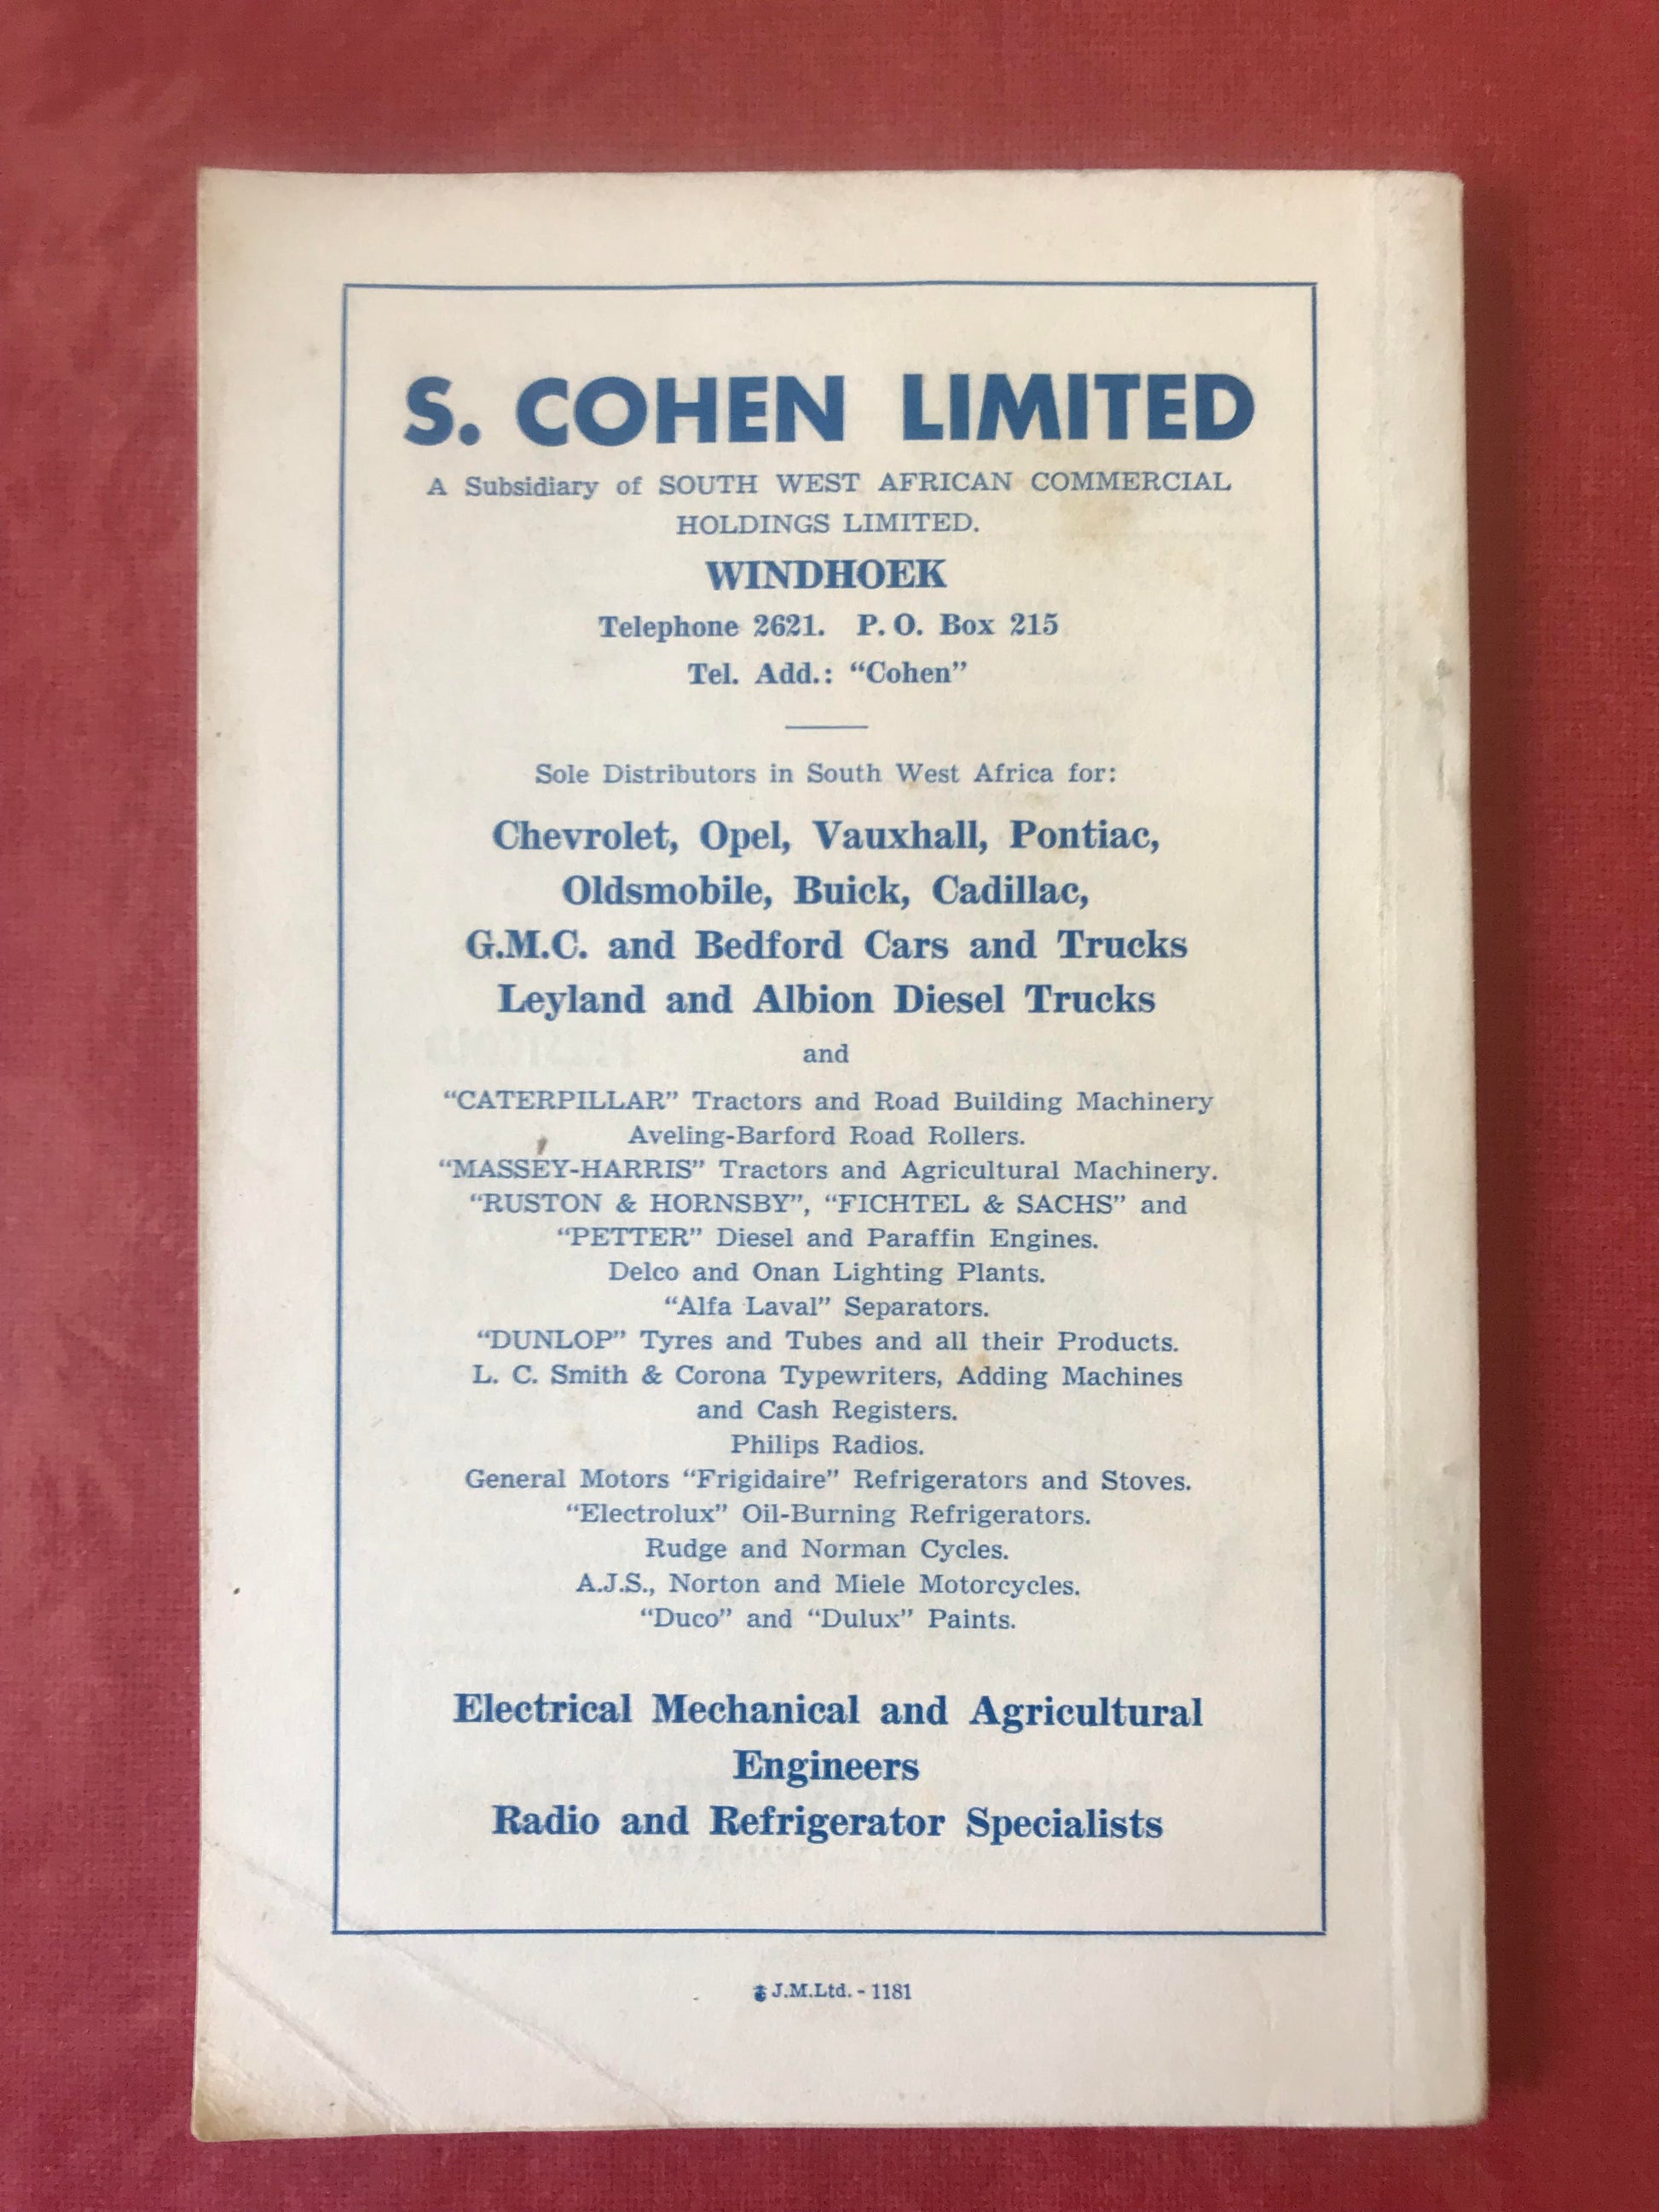 S. COHEN LIMITED
A Subsidiary of SOUTH WEST AFRICAN COMMERCIAL
HOLDINGS LIMITED.
WINDHOEK
Telephone 2621. P. O. Box 215
Tel. Add.: “Cohen”
Sole Distributors in South West Africa for:
Chevrolet, Opel, Vauxhall, Pontiac,
Oldsmobile, Buick, Cadillac,
G.M.C. and Bedford Cars and Trucks
Leyland and Albion Diesel Trucks
and
“CATERPILLAR” Tractors and Road Building Machinery
Aveling-Barford Road Rollers.
“MASSEY-HARRIS” Tractors and Agricultural Machinery.
“RUSTON & HORNSBY”, “FICHTEL & SACHS” and
“PETTER” Diesel and Paraffin Engines.
Delco and Onan Lighting Plants.
“Alfa Laval” Separators.
“DUNLOP” Tyres and Tubes and all their Products.
L. C. Smith & Corona Typewriters, Adding Machines
and Cash Registers.
Philips Radios.
General Motors “Frigidaire” Refrigerators and Stoves.
“Electrolux” Oil-Burning Refrigerators.
Rudge and Norman Cycles.
A.J.S., Norton and Miele Motorcycles.
“Duco” and “Dulux” Paints.
Electrical Mechanical and Agricultural
Engineers
Radio and Refrigerator Specialists
J.M.Ltd. - 1181